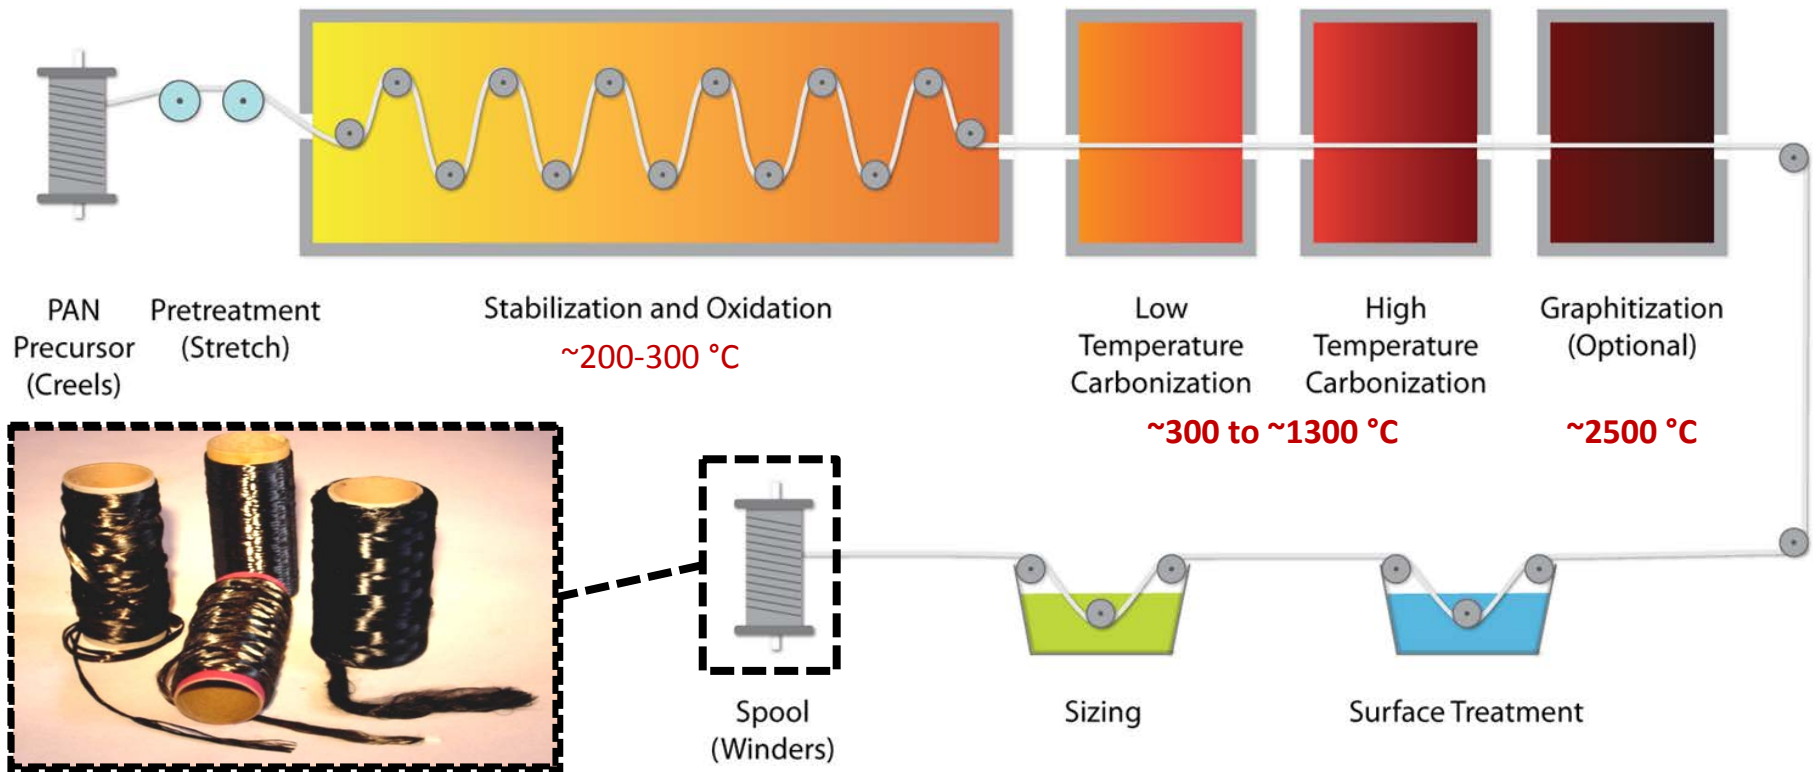 PAN
Precursor
(Creels)
Pretreatment
(Stretch)
Stabilization and Oxidation
~200-300 °C
Low
Temperature
Carbonization
High
Temperature
Carbonization
~300 to ~1300 °C
Graphitization
(Optional)
~2500 °C
Spool
(Winders)
Sizing
Surface Treatment